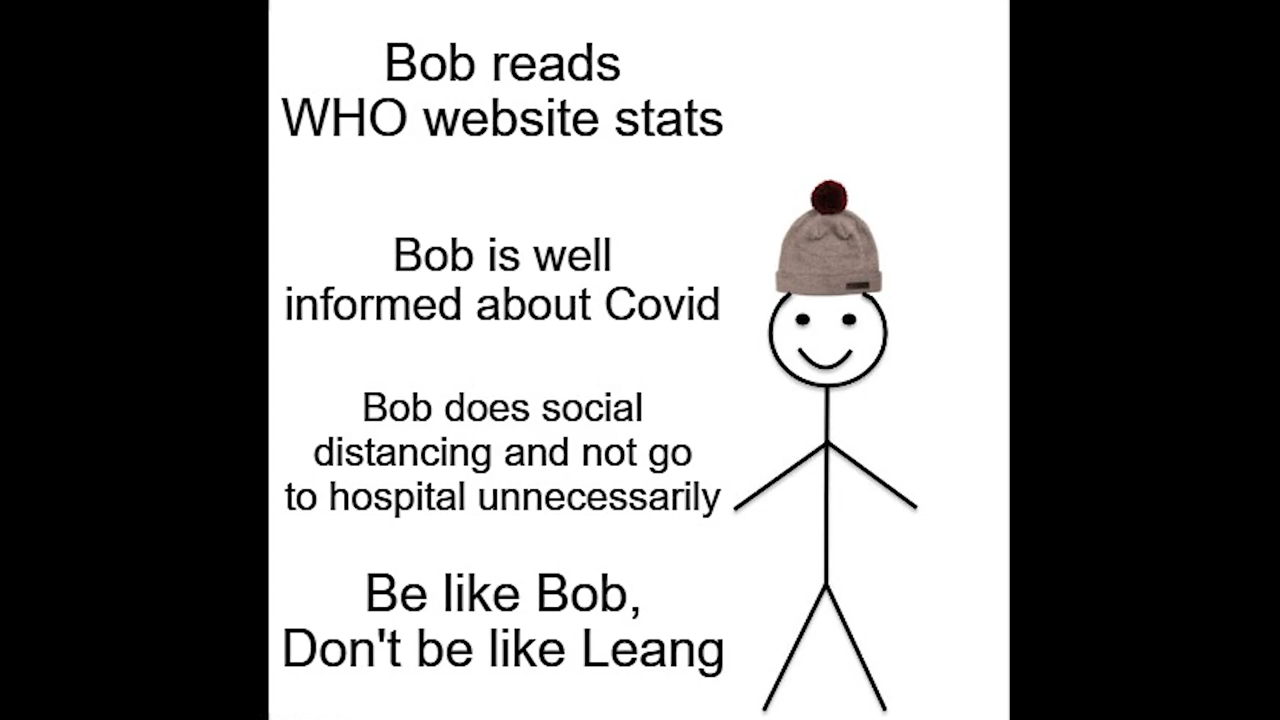 Bob reads
WHO website stats
Bob is well
informed about Covid
Bob does social
distancing and not go
to hospital unnecessarily
Be like Bob,
Don't be like Leang